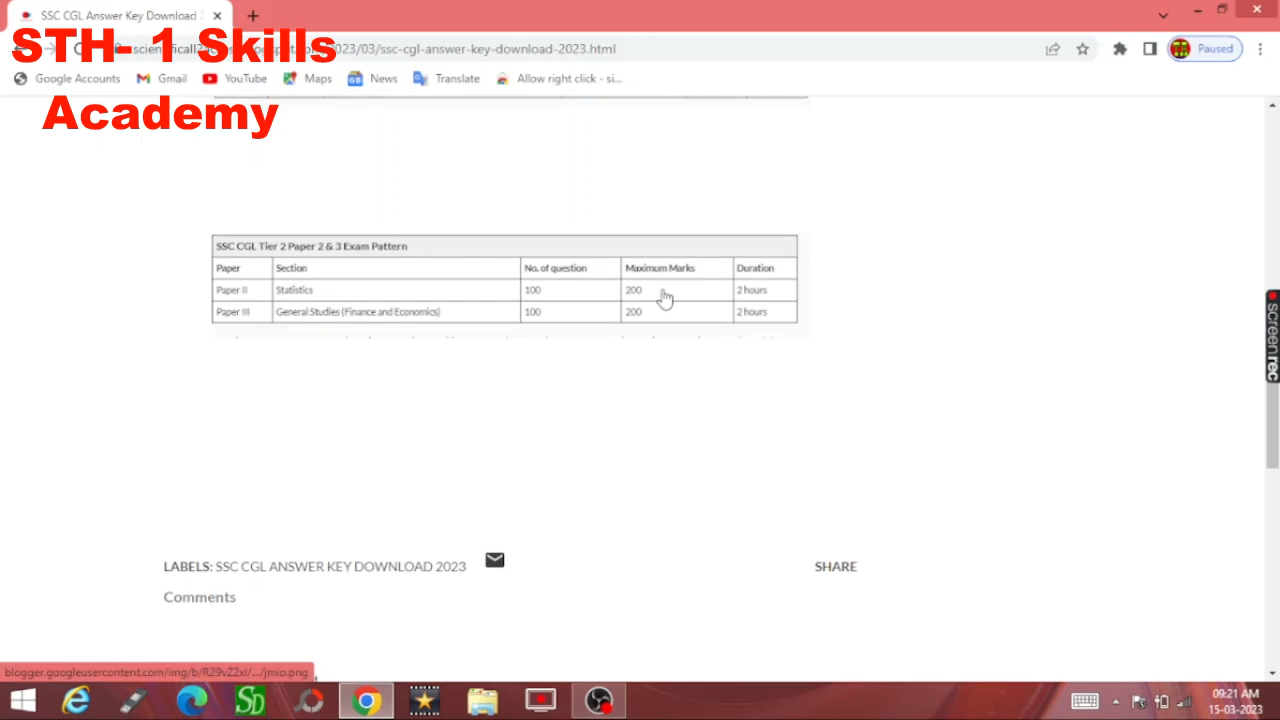 SSC CGL Answer Key Download 2
STH- 1 Skills
2023/03/ssc-cgl-answer-key-download-2023.html
Paused
Google Accounts
Gmail
YouTube
Maps
News
Translate
Allow right click - si...
Academy
SSC CGL Tier 2 Paper 2 & 3 Exam Pattern
Paper Section No. of question Maximum Marks Duration
Paper II Statistics 100 200 2 hours
Paper III General Studies (Finance and Economics) 100 200 2 hours
screenrec
LABELS: SSC CGL ANSWER KEY DOWNLOAD 2023
SHARE
Comments
blogger.googleusercontent.com/img/b/R29vZ2xl/.../jmio.png
09:21 AM
15-03-2023